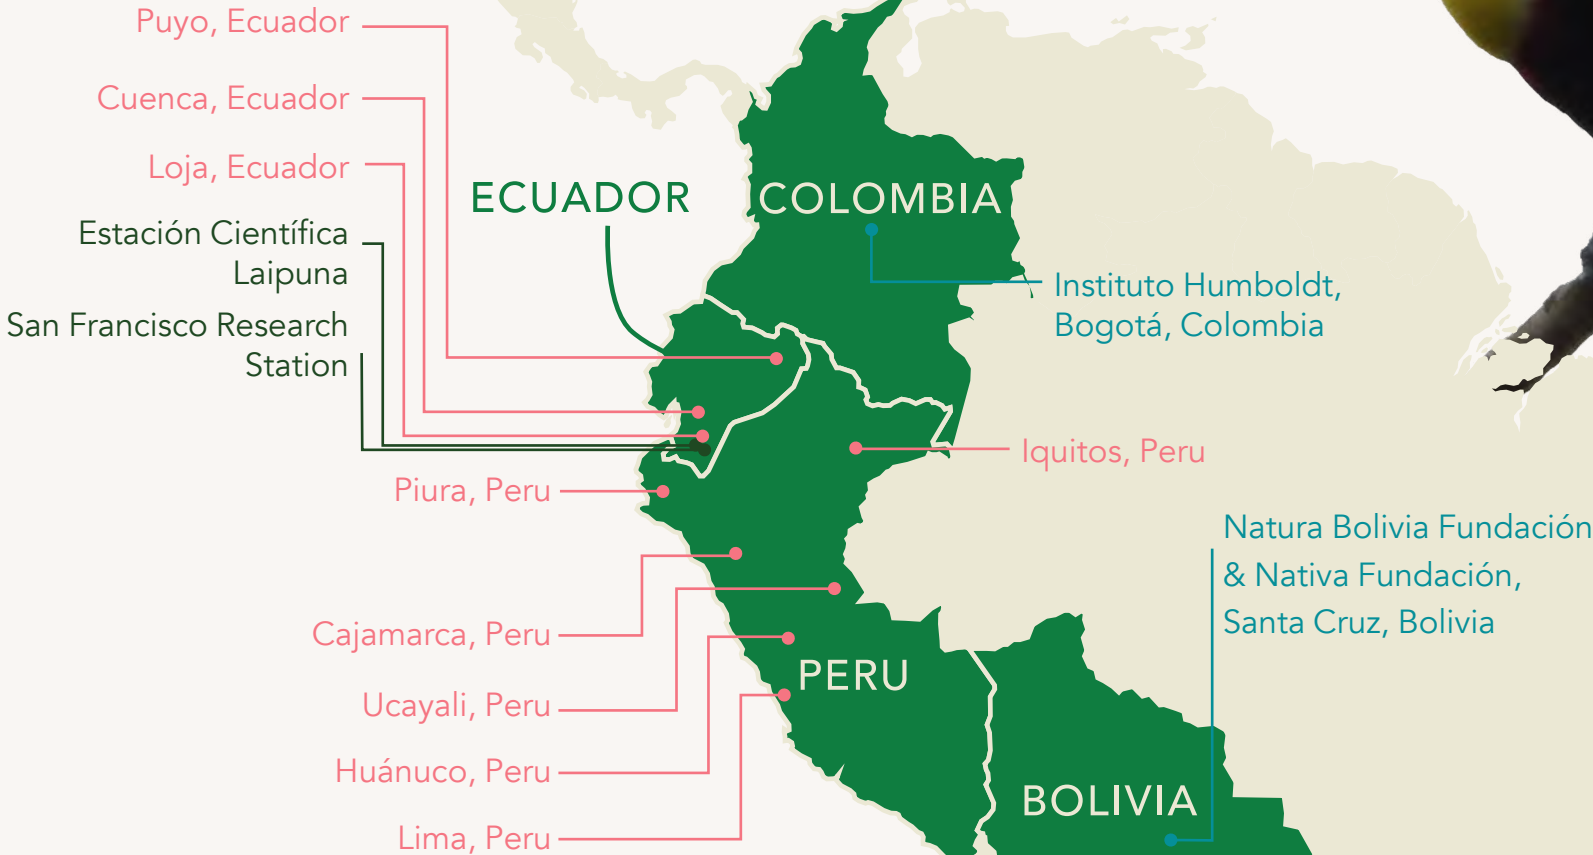 Puyo, Ecuador
Cuenca, Ecuador
Loja, Ecuador
Estación Científica
Laipuna
San Francisco Research
Station
ECUADOR
COLOMBIA
Instituto Humboldt,
Bogotá, Colombia
Iquitos, Peru
Piura, Peru
Natura Bolivia Fundación
& Nativa Fundación,
Santa Cruz, Bolivia
Cajamarca, Peru
PERU
Ucayali, Peru
Huánuco, Peru
BOLIVIA
Lima, Peru